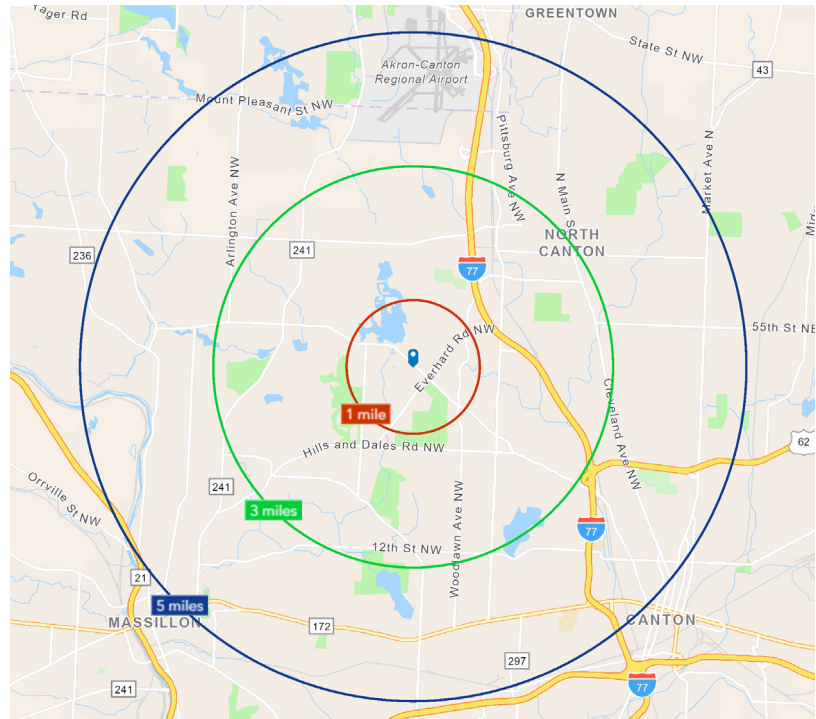 GREENTOWN
Yager Rd
State St NW
Akron-Canton
Regional Airport
43
263
Mount Pleasant St NW
Pittsburg Ave NW
Market Ave N
Arlington Ave NW
N Main S
NORTH
CANTON
241
236
77
55th St NE
Everhard Rd NW
Cleveland Ave NW
1 mile
Hills and Dales Rd NW
62
Orrville St NW
241
3 miles
Woodlawn Ave NW
77
12th St NW
21
5 miles
MASSILLON
172
CANTON
297
241
77